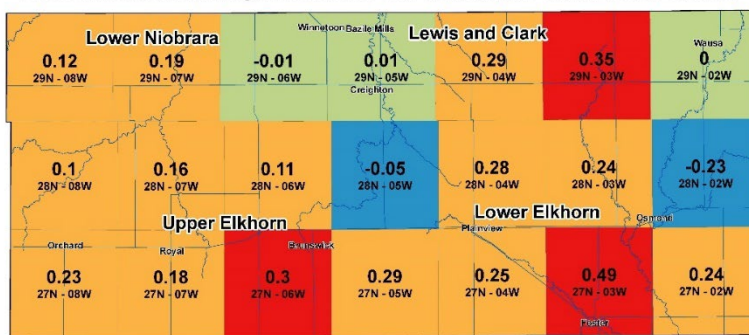 Lower Niobrara
Winnetoon
Bazile Mills
Lewis and Clark
Wausa
0.12
0.19
-0.01
0.01
0.29
0.35
0
29N - 08W
29N - 07W
29N - 06W
29N - 05W
29N - 04W
29N - 03W
29N - 02W
Creighton
0.1
0.16
0.11
-0.05
0.28
0.24
-0.23
28N - 08W
28N - 07W
28N - 06W
28N - 05W
28N - 04W
28N - 03W
28N - 02W
Upper Elkhorn
Lower Elkhorn
Osmond
Plainview
Orchard
Royal
Brunswick
0.23
0.18
0.3
0.29
0.25
0.49
0.24
27N - 08W
27N - 07W
27N - 06W
27N - 05W
27N - 04W
27N - 03W
27N - 02W